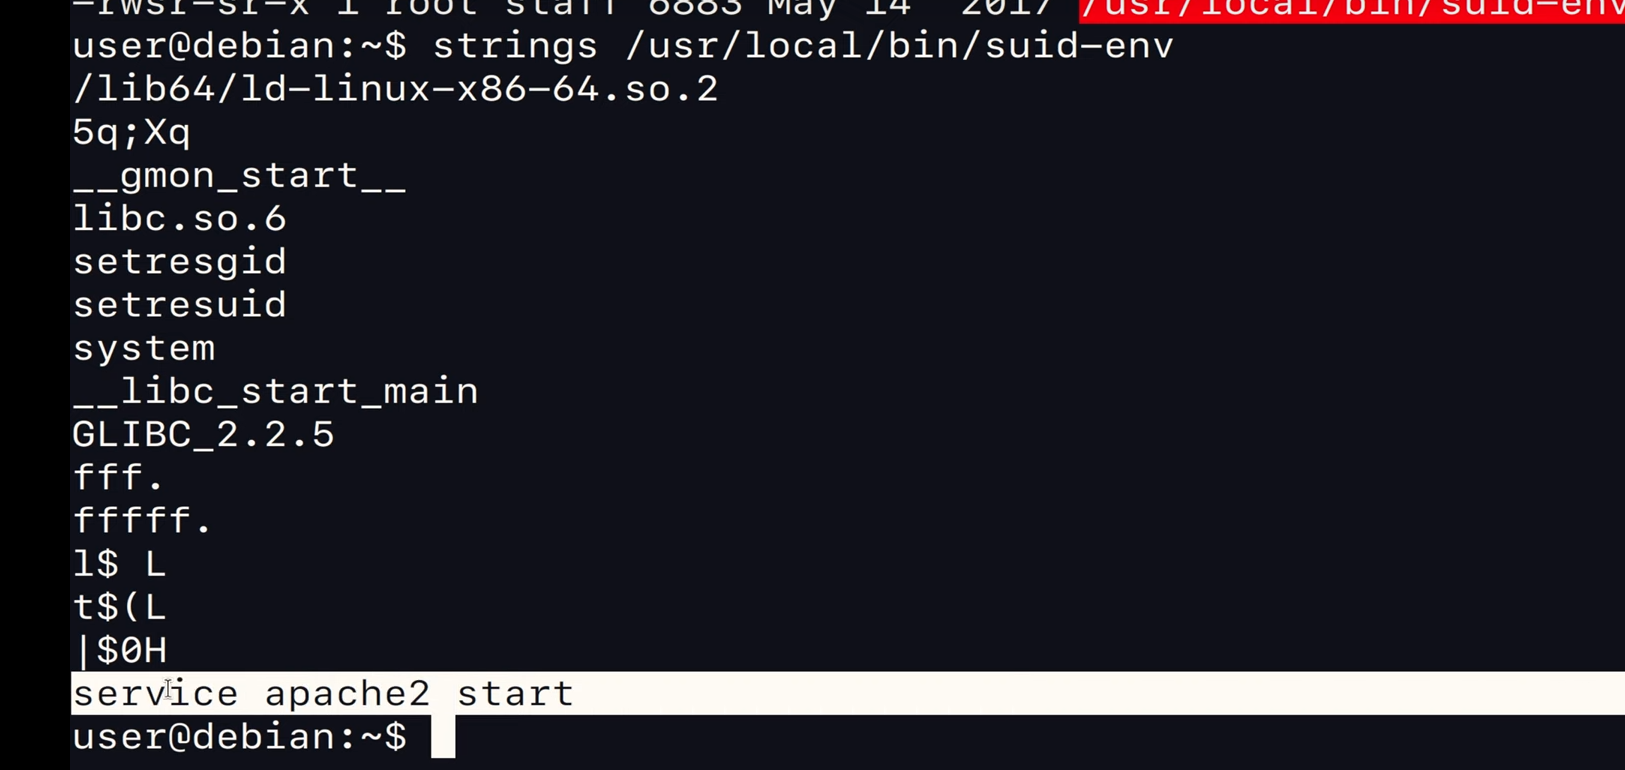 -rwsr-sr-x 1 root staff 6883 May 14  2017 /usr/local/bin/suid-env
user@debian:~$ strings /usr/local/bin/suid-env
/lib64/ld-linux-x86-64.so.2
5q;Xq
__gmon_start__
libc.so.6
setresgid
setresuid
system
__libc_start_main
GLIBC_2.2.5
fff.
fffff.
l$ L
t$(L
|$0H
service apache2 start
user@debian:~$